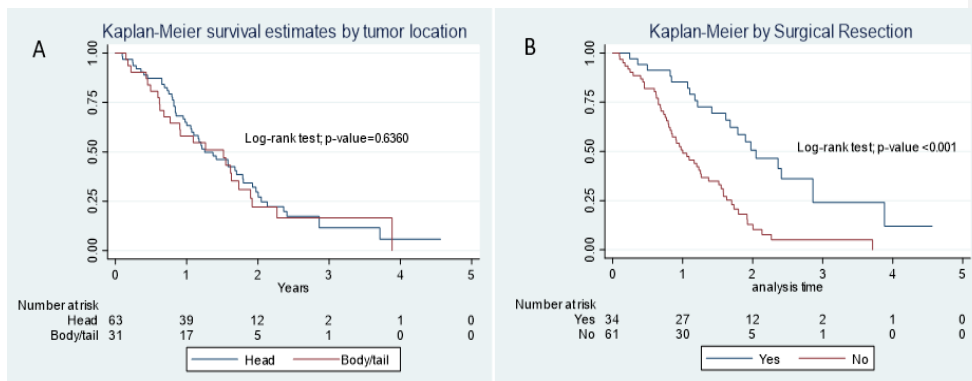 A
Kaplan-Meier survival estimates by tumor location
1.00
0.75
0.50
0.25
0.00
Log-rank test; p-value=0.6360
0 1 2 3 4 5
Years
Number at risk
Head 63 39 12 2 1 0
Body/tail 31 17 5 1 0 0
Head Body/tail
B
Kaplan-Meier by Surgical Resection
1.00
0.75
0.50
0.25
0.00
Log-rank test; p-value <0.001
0 1 2 3 4 5
analysis time
Number at risk
Yes 34 27 12 2 1 0
No 61 30 5 1 0 0
Yes No